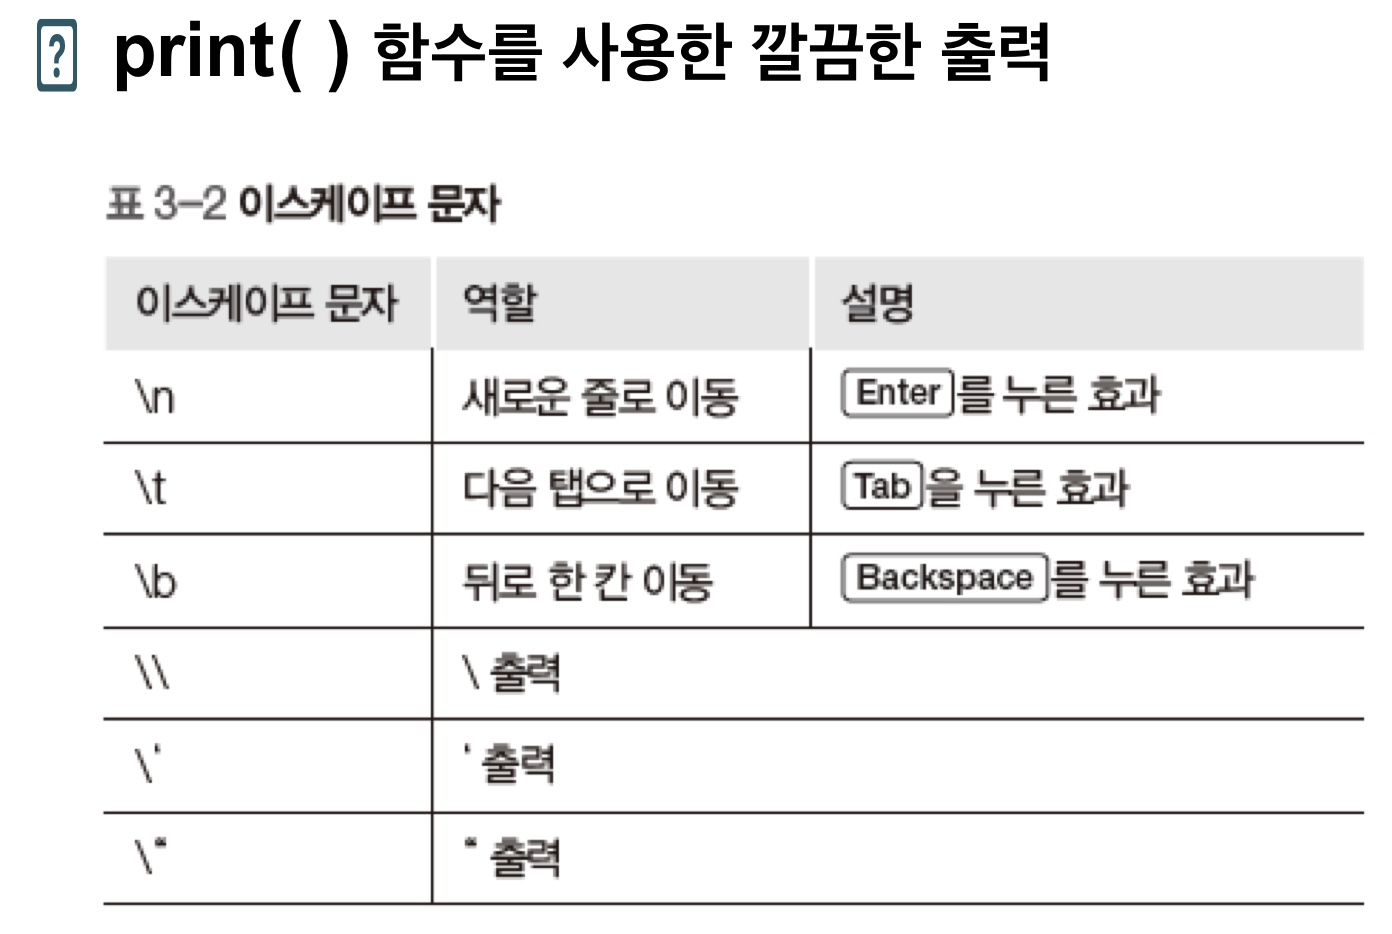 print( ) 함수를 사용한 깔끔한 출력
표 3-2 이스케이프 문자
이스케이프 문자 역할 설명
\n 새로운 줄로 이동 Enter를 누른 효과
\t 다음 탭으로 이동 Tab을 누른 효과
\b 뒤로 한 칸 이동 Backspace를 누른 효과
\\ \ 출력
\‘ ‘ 출력
\“ “ 출력